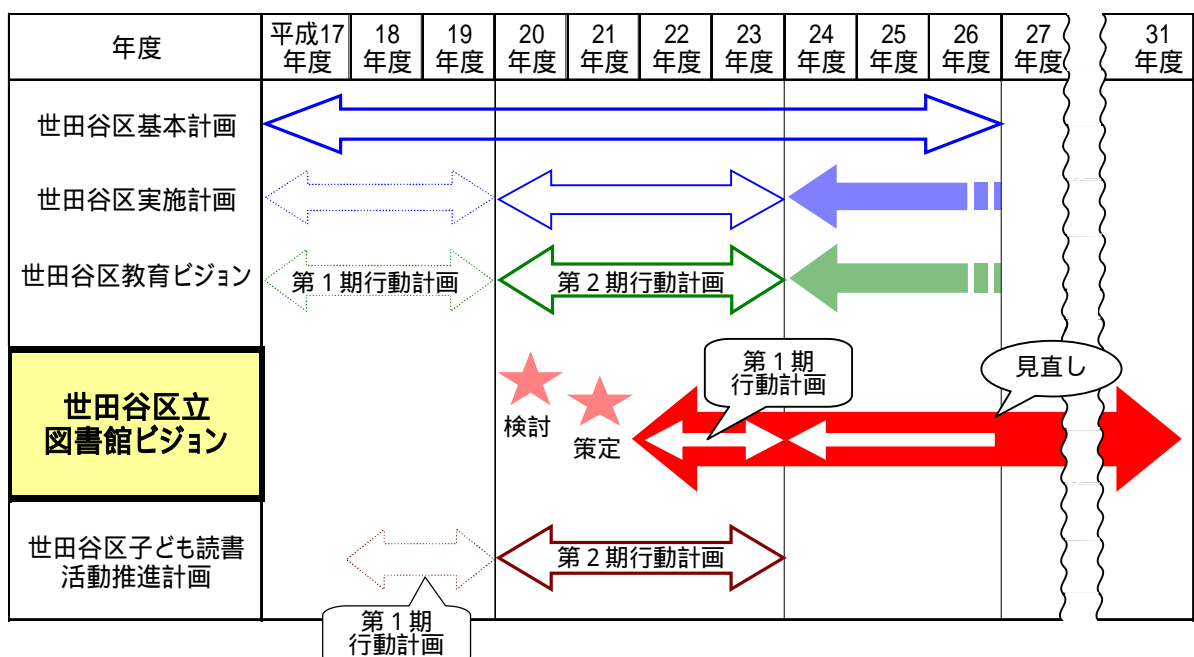 年度
平成17
年度
18
年度
19
年度
20
年度
21
年度
22
年度
23
年度
24
年度
25
年度
26
年度
27
年度
31
年度
世田谷区基本計画
世田谷区実施計画
世田谷区教育ビジョン
第1期行動計画
第2期行動計画
世田谷区立
図書館ビジョン
検討
策定
第1期
行動計画
見直し
世田谷区子ども読書
活動推進計画
第2期行動計画
第1期
行動計画